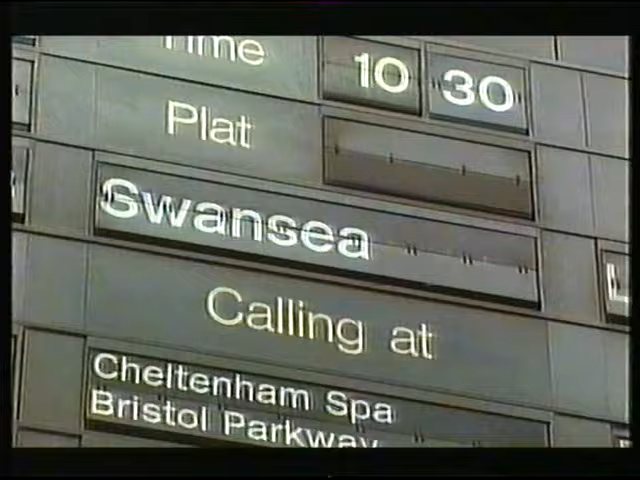 Time 10 30
Plat
Swansea
Calling at
Cheltenham Spa
Bristol Parkway